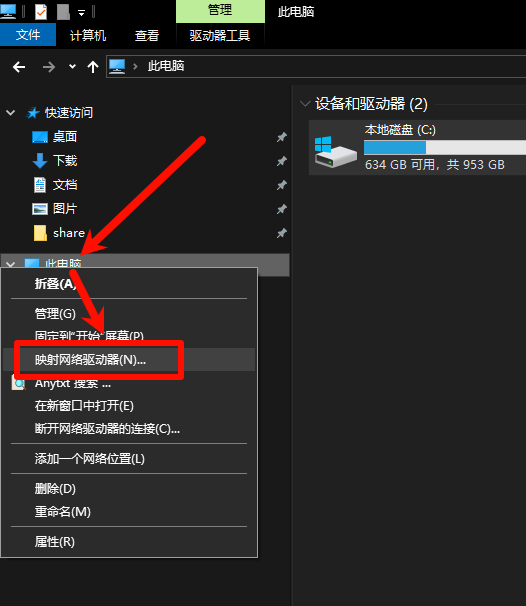 管理
此电脑
文件
计算机
查看
驱动器工具
此电脑
快速访问
桌面
下载
文档
图片
share
此电脑
设备和驱动器 (2)
本地磁盘 (C:)
634 GB 可用，共 953 GB
折叠(A)
管理(G)
固定到"开始"屏幕(P)
映射网络驱动器(N)...
Anytxt 搜索 ...
在新窗口中打开(E)
断开网络驱动器的连接(C)...
添加一个网络位置(L)
删除(D)
重命名(M)
属性(R)